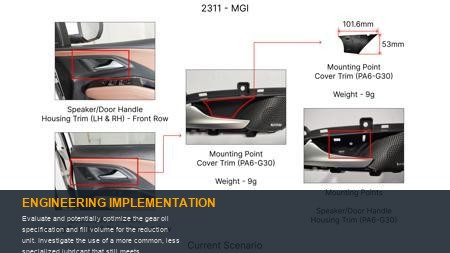 2311 - MGI
101.6mm
53mm
Mounting Point
Cover Trim (PA6-G30)
Weight - 9g
Speaker/Door Handle
Housing Trim (LH & RH) - Front Row
Mounting Point
Cover Trim (PA6-G30)
Weight - 9g
Mounting Points
Speaker/Door Handle
Housing Trim (PA6-G30)
ENGINEERING IMPLEMENTATION
Evaluate and potentially optimize the gear oil
specification and fill volume for the reduction
unit. Investigate the use of a more common, less
specialized lubricant that still meets
Current Scenario